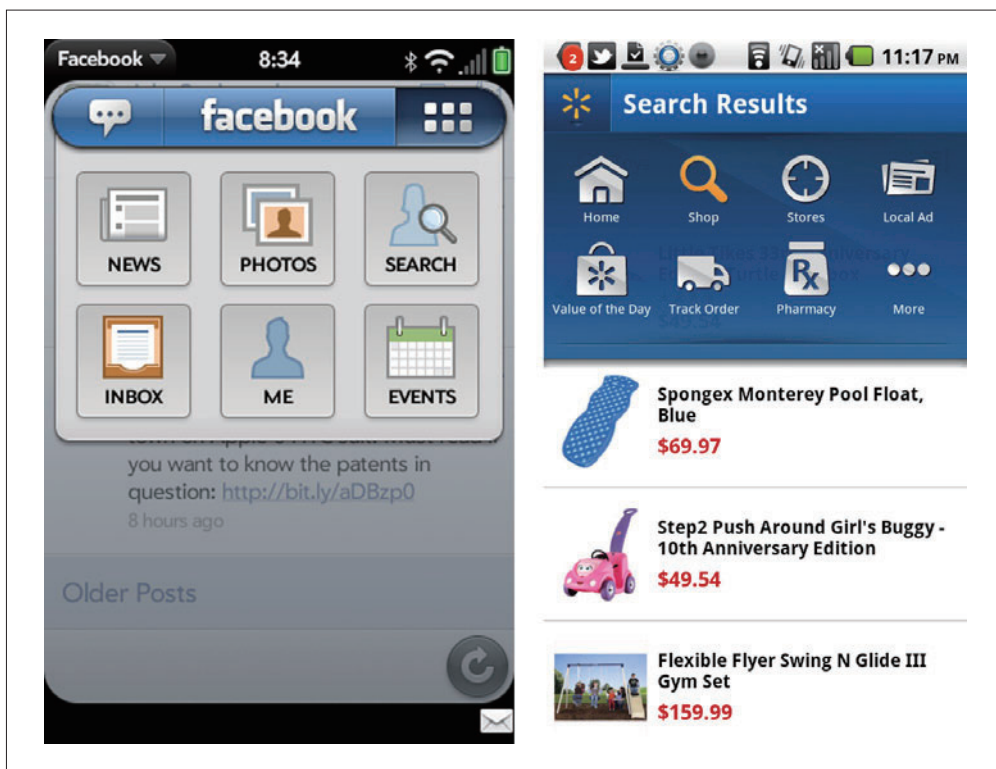 Facebook
8:34
facebook
NEWS
PHOTOS
SEARCH
INBOX
ME
EVENTS
you want to know the patents in
question: http://bit.ly/aDBzp0
8 hours ago
Older Posts
2
11:17 PM
Search Results
Home
Shop
Stores
Local Ad
Value of the Day
Track Order
Rx
Pharmacy
More
$49.54
Spongex Monterey Pool Float,
Blue
$69.97
Step2 Push Around Girl's Buggy -
10th Anniversary Edition
$49.54
Flexible Flyer Swing N Glide III
Gym Set
$159.99